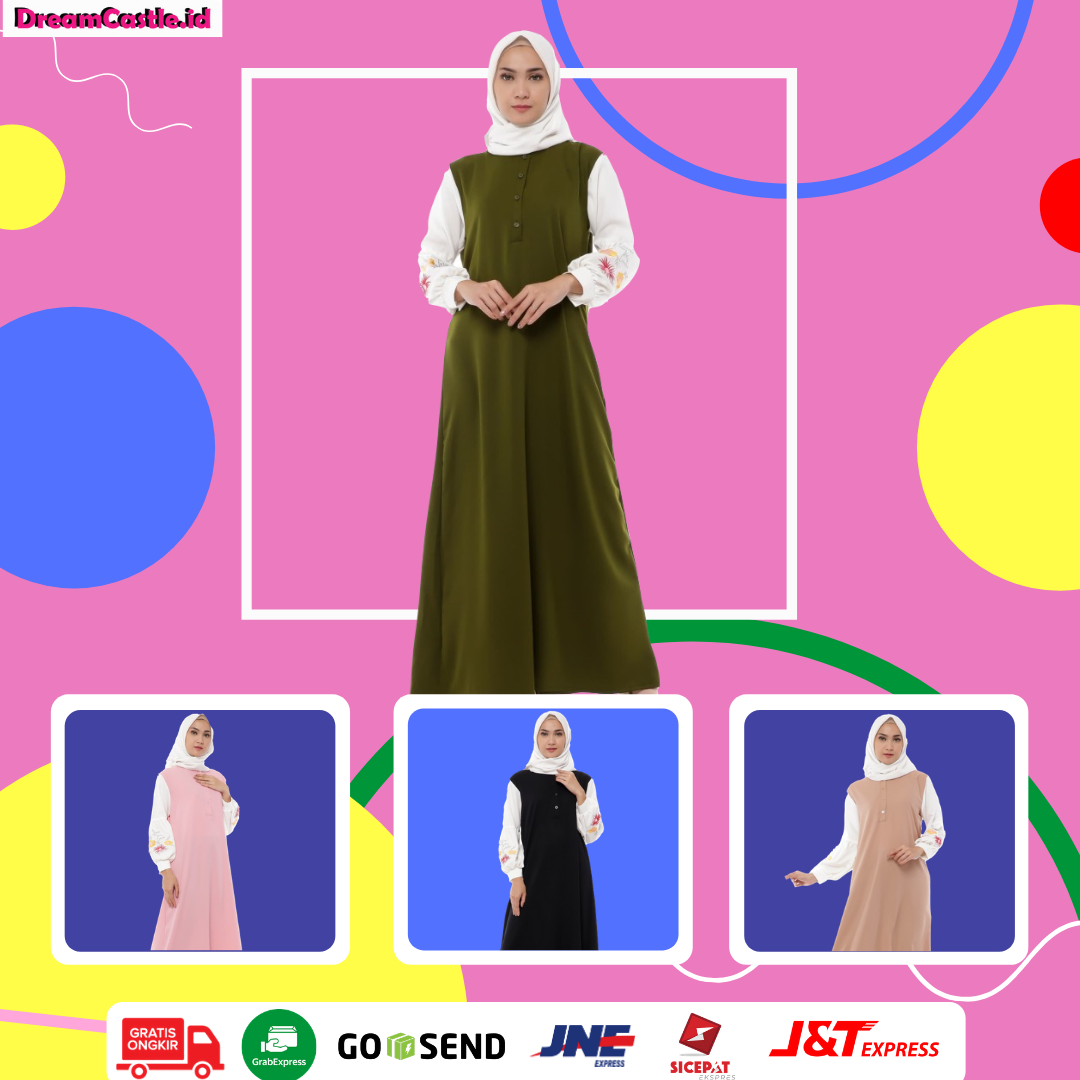 DreamCastle.id
GRATIS
ONGKIR
GrabExpress
GO SEND
JNE
EXPRESS
SICEPAT
EKSPRES
J&T EXPRESS